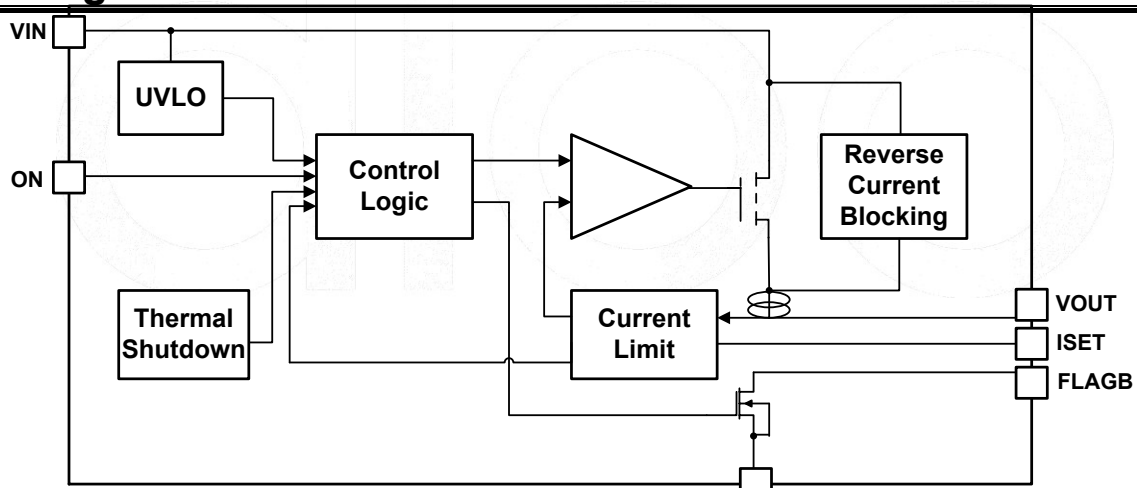 VIN
UVLO
ON
Control
Logic
Reverse
Current
Blocking
Thermal
Shutdown
Current
Limit
VOUT
ISET
FLAGB